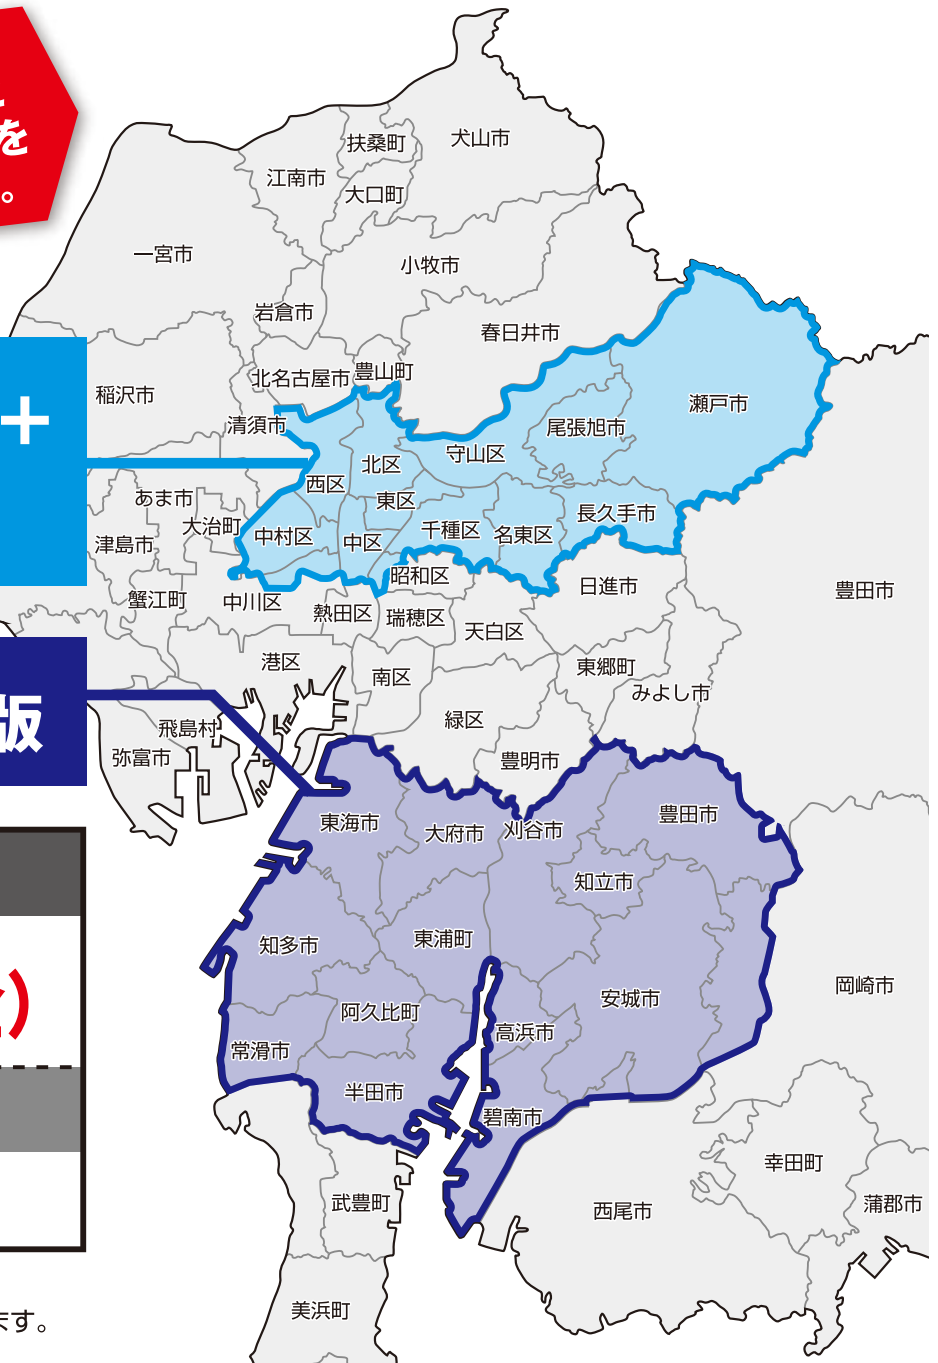 を
。
扶桑町
犬山市
江南市
大口町
一宮市
小牧市
岩倉市
春日井市
豊山町
北名古屋市
稲沢市
瀬戸市
+
清須市
尾張旭市
守山区
北区
西区
あま市
東区
長久手市
大治町
千種区
名東区
中村区
中区
津島市
昭和区
日進市
豊田市
蟹江町
中川区
熱田区
瑞穂区
天白区
港区
東郷町
南区
みよし市
緑区
版
飛島村
弥富市
豊明市
豊田市
東海市
大府市
刈谷市
知立市
東浦町
知多市
岡崎市
安城市
)
阿久比町
高浜市
常滑市
半田市
碧南市
幸田町
武豊町
蒲郡市
西尾市
美浜町
ます。